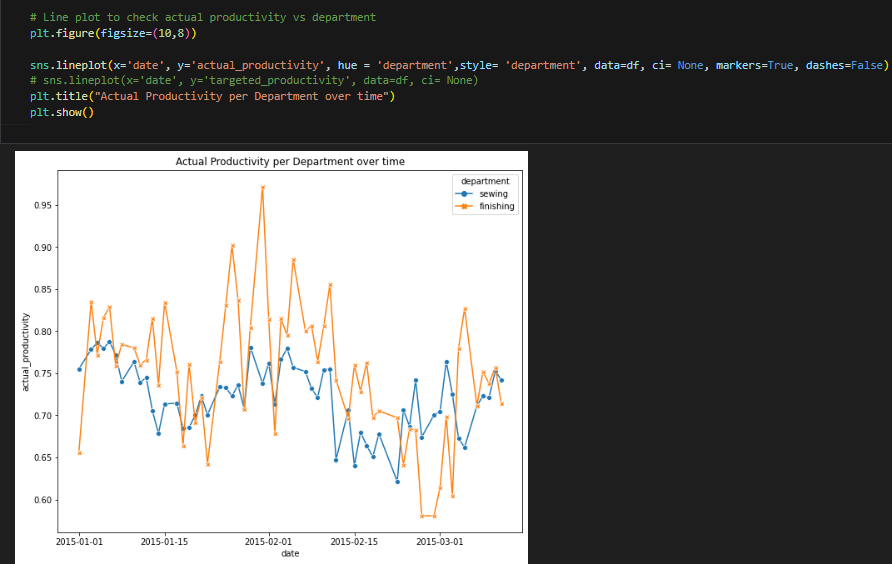 # Line plot to check actual productivity vs department
plt.figure(figsize=(10,8))
sns.lineplot(x='date', y='actual_productivity', hue = 'department',style= 'department', data=df, ci= None, markers=True, dashes=False)
# sns.lineplot(x='date', y='targeted_productivity', data=df, ci= None)
plt.title("Actual Productivity per Department over time")
plt.show()
Actual Productivity per Department over time
department
sewing
finishing
0.95
0.90
0.85
0.80
0.75
0.70
0.65
0.60
actual_productivity
2015-01-01 2015-01-15 2015-02-01 2015-02-15 2015-03-01
date